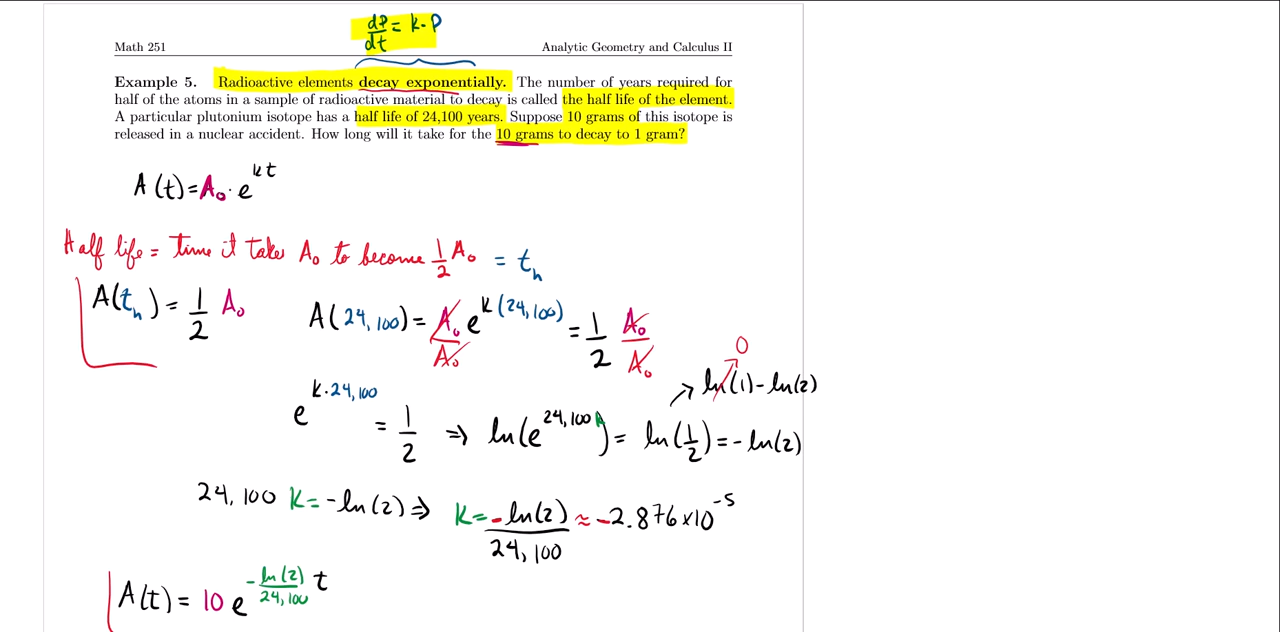 dP/dt = k·P
Math 251 Analytic Geometry and Calculus II
Example 5. Radioactive elements decay exponentially. The number of years required for
half of the atoms in a sample of radioactive material to decay is called the half life of the element.
A particular plutonium isotope has a half life of 24,100 years. Suppose 10 grams of this isotope is
released in a nuclear accident. How long will it take for the 10 grams to decay to 1 gram?
A(t) = A₀·e^(kt)
Half life = time it takes A₀ to become 1/2 A₀ = tₕ
A(tₕ) = 1/2 A₀ A(24,100) = A₀/A₀ e^(k(24,100)) = 1/2 A₀/A₀
0
→ ln(1) - ln(2)
e^(k·24,100) = 1/2 ⇒ ln(e^(24,100k)) = ln(1/2) = -ln(2)
24,100 k = -ln(2) ⇒ k = -ln(2)/24,100 ≈ -2.876×10^-5
A(t) = 10 e^(-ln(2)/24,100 t)